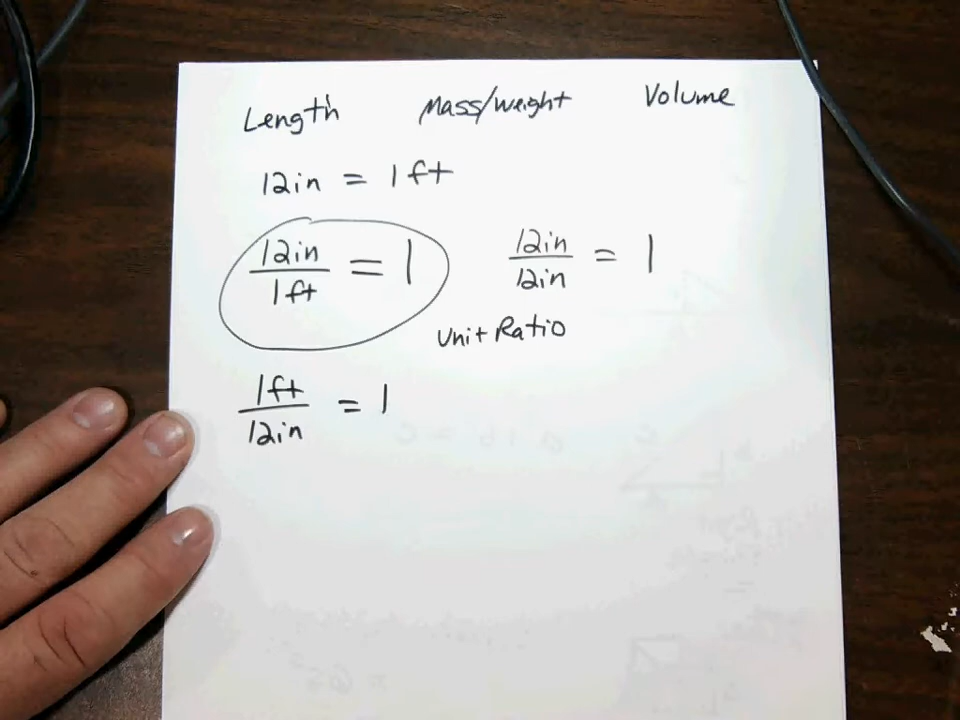 Length Mass/weight Volume
12in = 1ft
12in/1ft = 1 12in/12in = 1
Unit Ratio
1ft/12in = 1